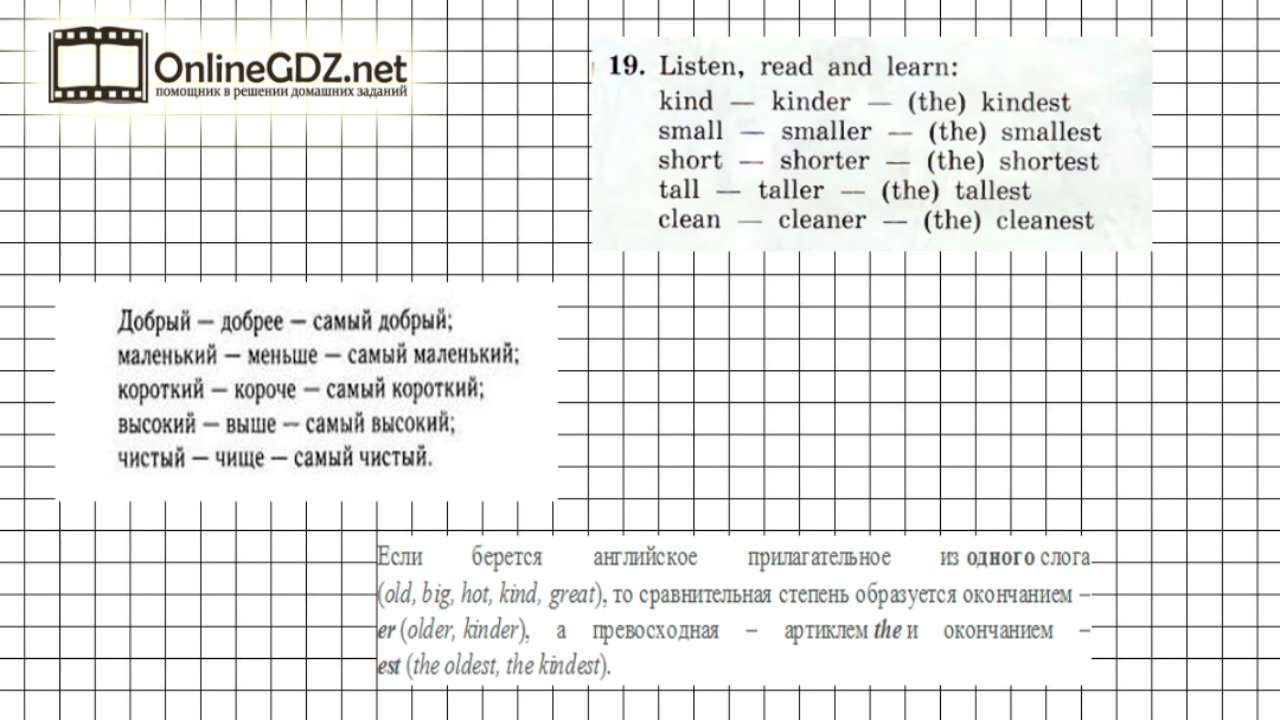 OnlineGDZ.net
помощник в решении домашних заданий
19. Listen, read and learn:
kind — kinder — (the) kindest
small — smaller — (the) smallest
short — shorter — (the) shortest
tall — taller — (the) tallest
clean — cleaner — (the) cleanest
Добрый — добрее — самый добрый;
маленький — меньше — самый маленький;
короткий — короче — самый короткий;
высокий — выше — самый высокий;
чистый — чище — самый чистый.
Если берется английское прилагательное из одного слога
(old, big, hot, kind, great), то сравнительная степень образуется окончанием –
er (older, kinder), а превосходная – артиклем the и окончанием –
est (the oldest, the kindest).